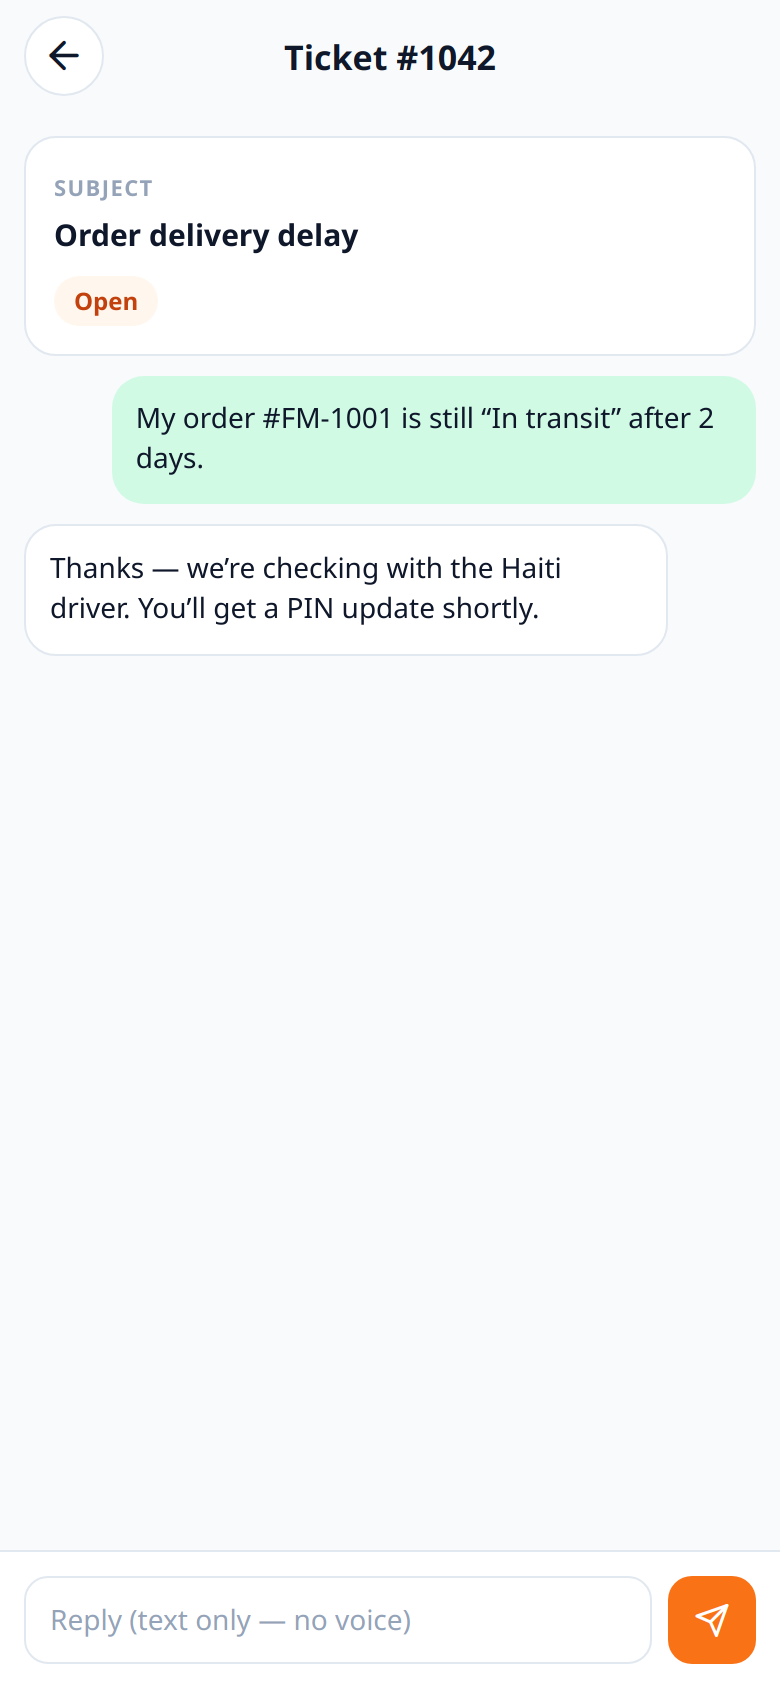 Ticket #1042
SUBJECT
Order delivery delay
Open
My order #FM-1001 is still “In transit” after 2
days.
Thanks — we’re checking with the Haiti
driver. You’ll get a PIN update shortly.
Reply (text only — no voice)